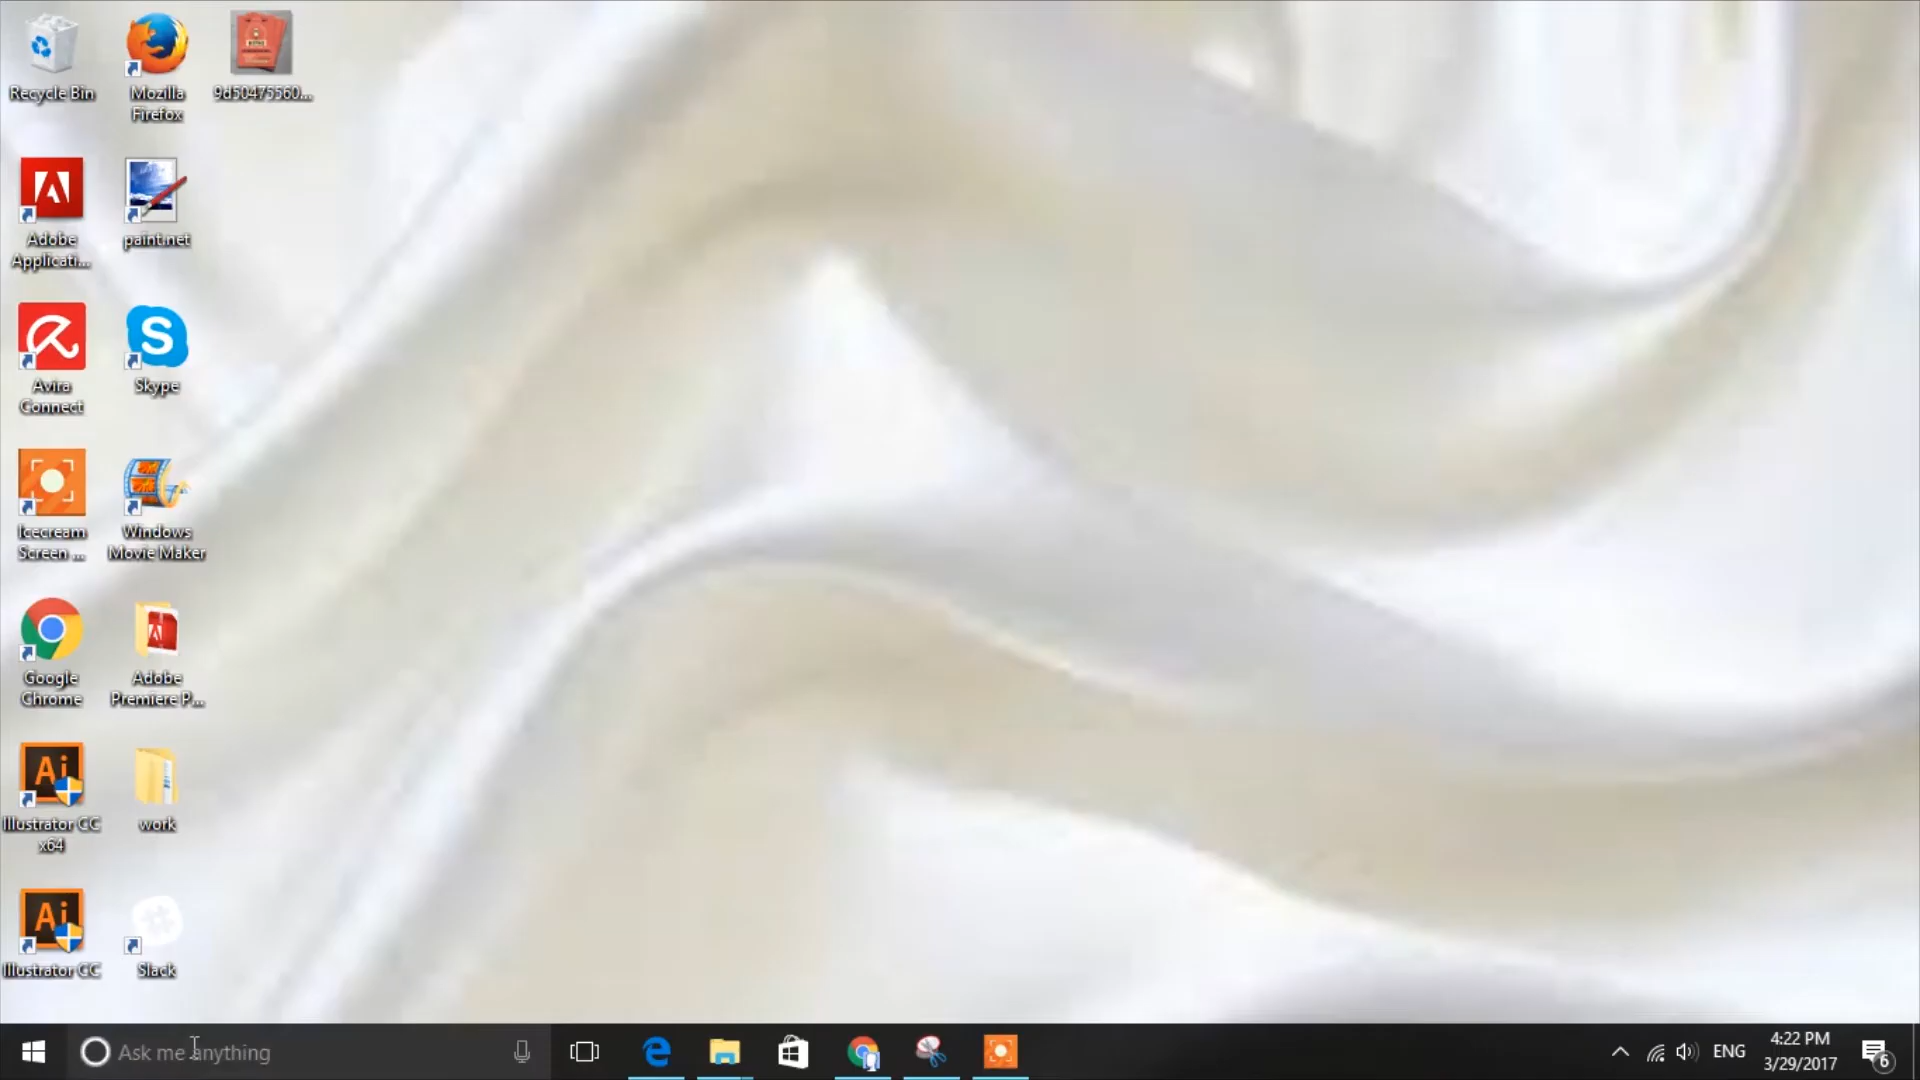 Recycle Bin
Mozilla
Firefox
9d50475560...
Adobe
Applicati...
paint.net
Avira
Connect
Skype
Icecream
Screen ...
Windows
Movie Maker
Google
Chrome
Adobe
Premiere P...
Ai
Illustrator CC
x64
work
Ai
Illustrator CC
Slack
Ask me anything
ENG
4:22 PM
3/29/2017
6